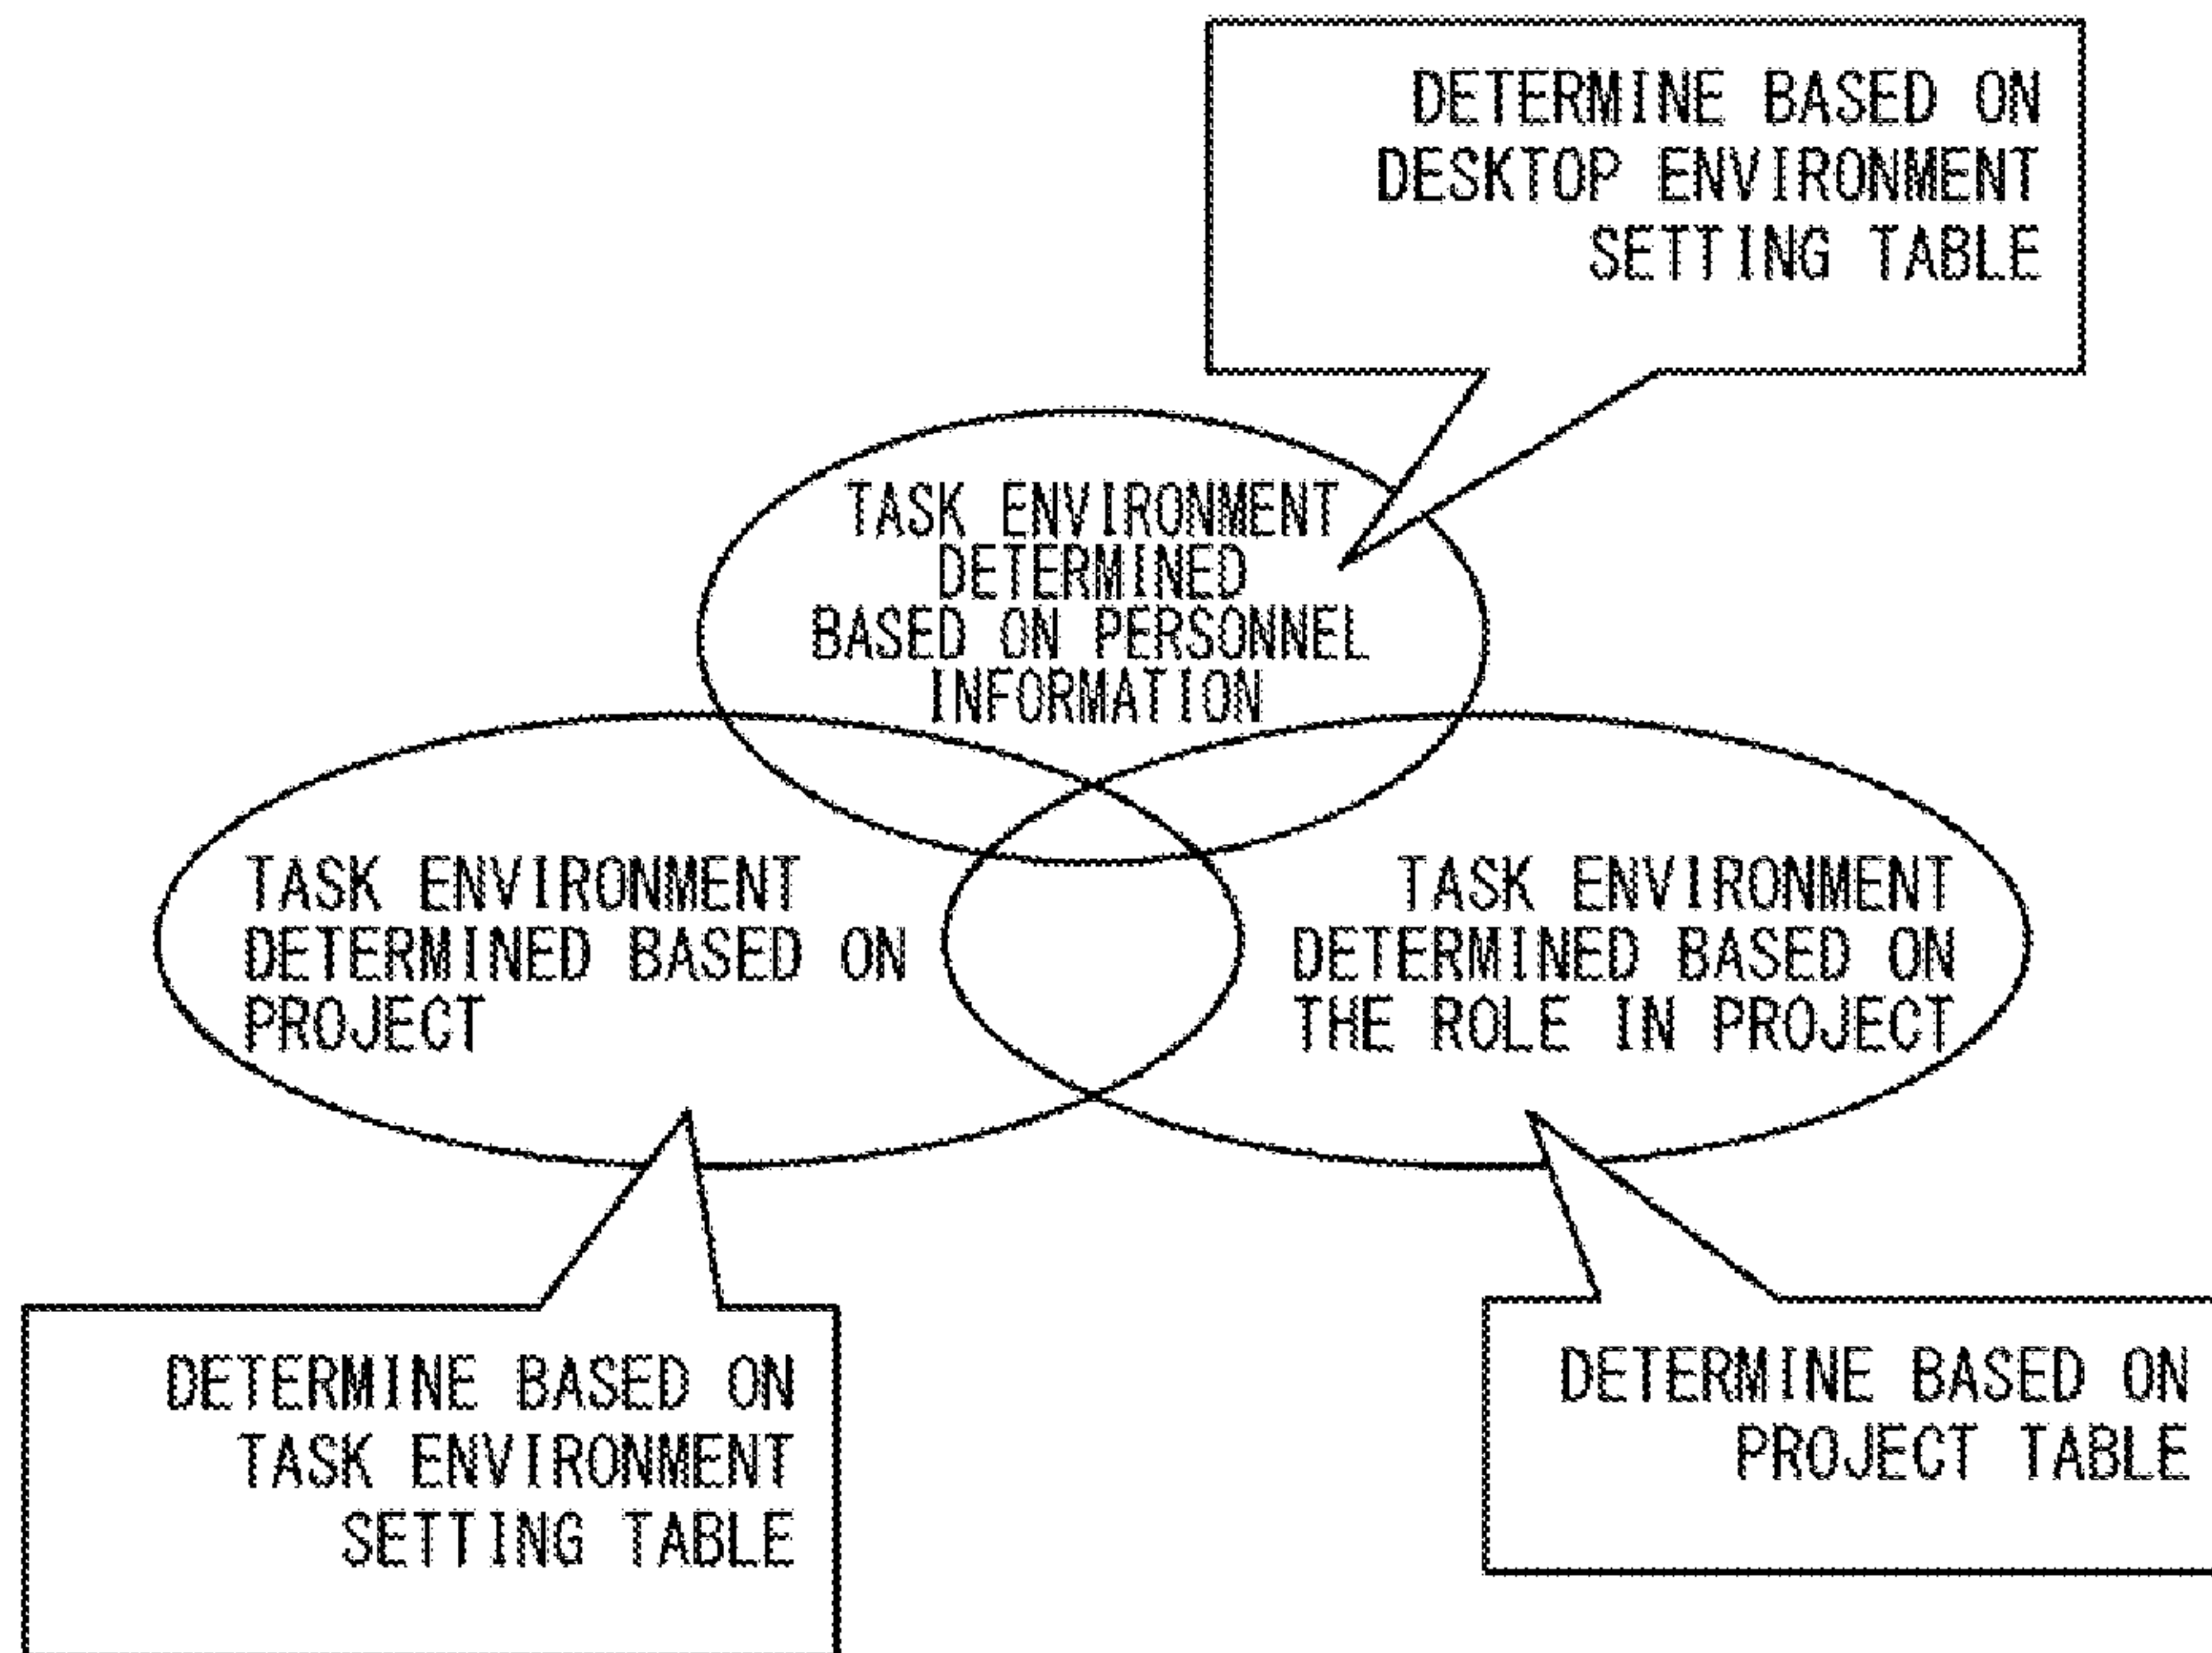 DETERMINE BASED ON
DESKTOP ENVIRONMENT
SETTING TABLE
TASK ENVIRONMENT
DETERMINED
BASED ON PERSONNEL
INFORMATION
TASK ENVIRONMENT
DETERMINED BASED ON
PROJECT
TASK ENVIRONMENT
DETERMINED BASED ON
THE ROLE IN PROJECT
DETERMINE BASED ON
TASK ENVIRONMENT
SETTING TABLE
DETERMINE BASED ON
PROJECT TABLE